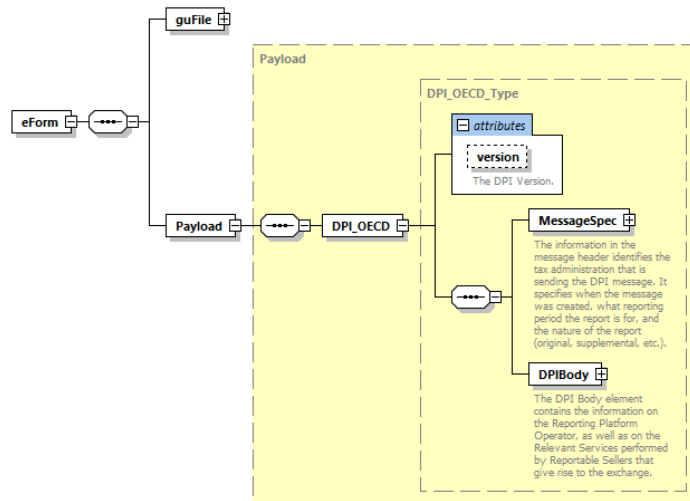 guFile
Payload
DPI_OECD_Type
attributes
eForm
version
The DPI Version.
Payload
DPI_OECD
MessageSpec
The information in the
message header identifies the
tax administration that is
sending the DPI message. It
specifies when the message
was created, what reporting
period the report is for, and
the nature of the report
(original, supplemental, etc.).
DPIBody
The DPI Body element
contains the information on
the Reporting Platform
Operator, as well as on the
Relevant Services performed
by Reportable Sellers that
give rise to the exchange.